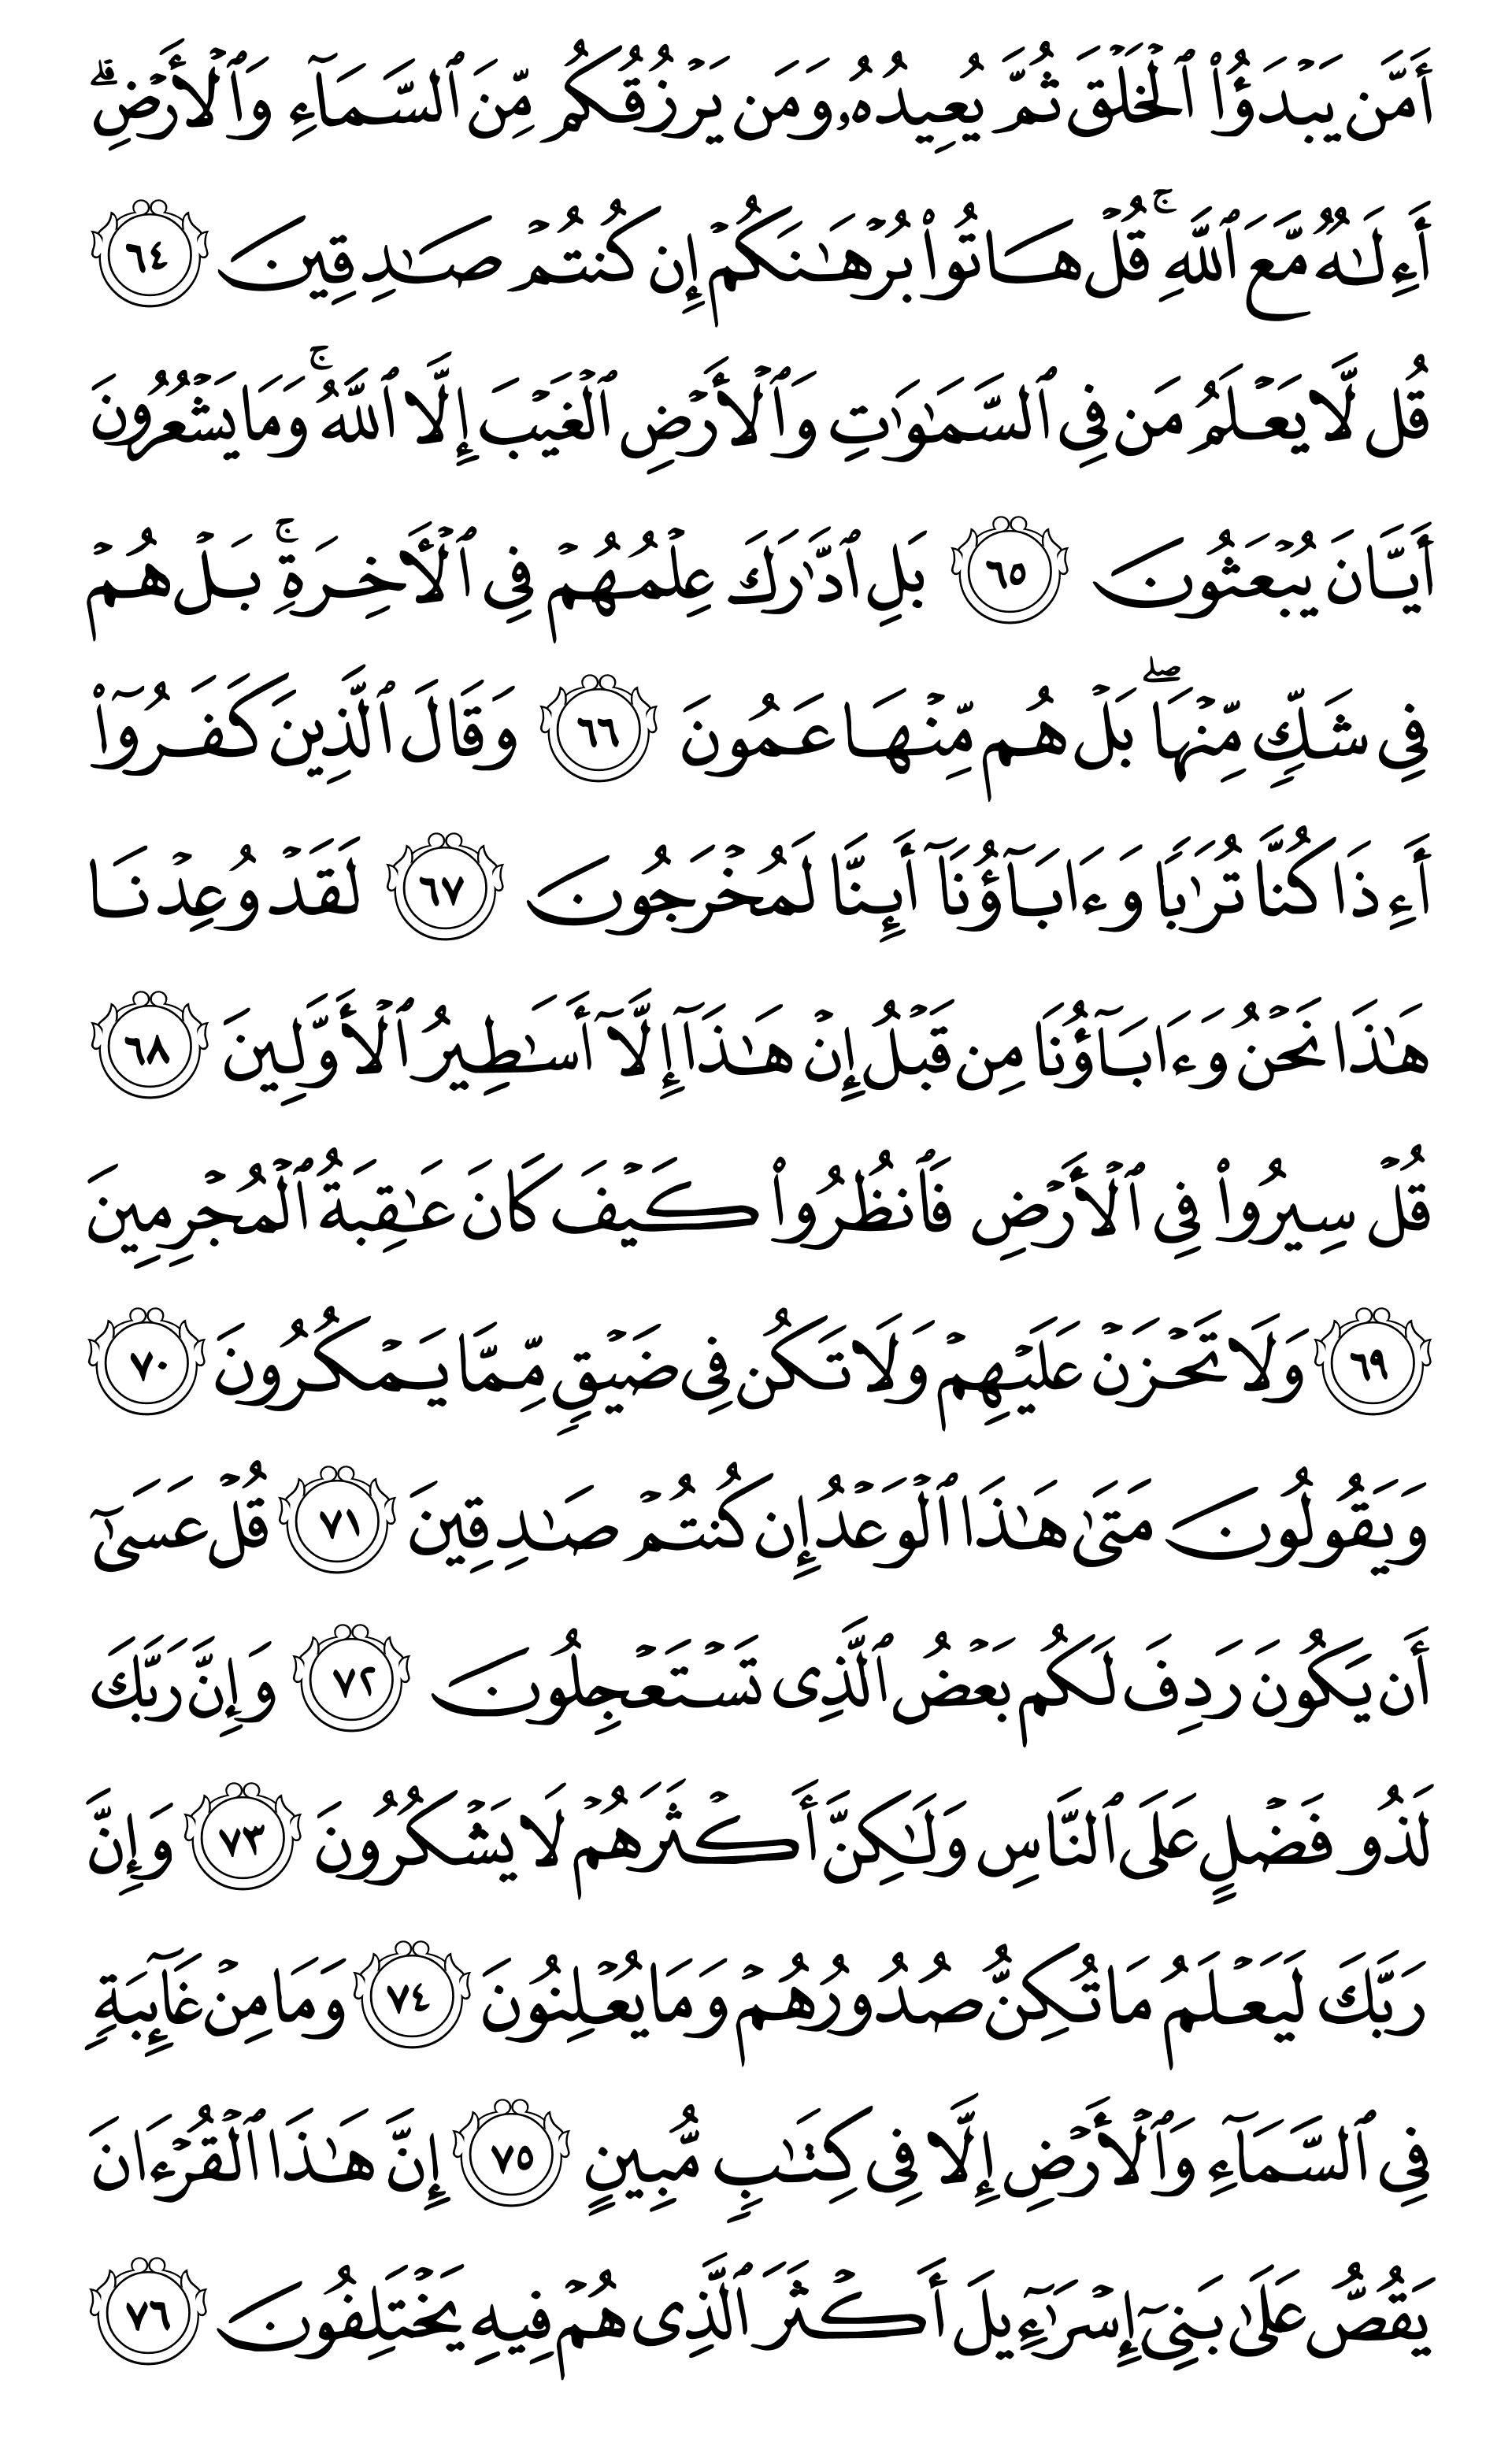 أَمَّن يَبۡدَؤُاْ ٱلۡخَلۡقَ ثُمَّ يُعِيدُهُۥ وَمَن يَرۡزُقُكُم مِّنَ ٱلسَّمَآءِ وَٱلۡأَرۡضِۗ
أَءِلَٰهٞ مَّعَ ٱللَّهِۚ قُلۡ هَاتُواْ بُرۡهَٰنَكُمۡ إِن كُنتُمۡ صَٰدِقِينَ ٦٤
قُل لَّا يَعۡلَمُ مَن فِي ٱلسَّمَٰوَٰتِ وَٱلۡأَرۡضِ ٱلۡغَيۡبَ إِلَّا ٱللَّهُۚ وَمَا يَشۡعُرُونَ
أَيَّانَ يُبۡعَثُونَ ٦٥ بَلِ ٱدَّٰرَكَ عِلۡمُهُمۡ فِي ٱلۡأٓخِرَةِۚ بَلۡ هُمۡ
فِي شَكّٖ مِّنۡهَاۖ بَلۡ هُم مِّنۡهَا عَمُونَ ٦٦ وَقَالَ ٱلَّذِينَ كَفَرُوٓاْ
أَءِذَا كُنَّا تُرَٰبٗا وَءَابَآؤُنَآ أَئِنَّا لَمُخۡرَجُونَ ٦٧ لَقَدۡ وُعِدۡنَا
هَٰذَا نَحۡنُ وَءَابَآؤُنَا مِن قَبۡلُ إِنۡ هَٰذَآ إِلَّآ أَسَٰطِيرُ ٱلۡأَوَّلِينَ ٦٨
قُلۡ سِيرُواْ فِي ٱلۡأَرۡضِ فَٱنظُرُواْ كَيۡفَ كَانَ عَٰقِبَةُ ٱلۡمُجۡرِمِينَ
٦٩ وَلَا تَحۡزَنۡ عَلَيۡهِمۡ وَلَا تَكُن فِي ضَيۡقٖ مِّمَّا يَمۡكُرُونَ ٧٠
وَيَقُولُونَ مَتَىٰ هَٰذَا ٱلۡوَعۡدُ إِن كُنتُمۡ صَٰدِقِينَ ٧١ قُلۡ عَسَىٰٓ
أَن يَكُونَ رَدِفَ لَكُم بَعۡضُ ٱلَّذِي تَسۡتَعۡجِلُونَ ٧٢ وَإِنَّ رَبَّكَ
لَذُو فَضۡلٍ عَلَى ٱلنَّاسِ وَلَٰكِنَّ أَكۡثَرَهُمۡ لَا يَشۡكُرُونَ ٧٣ وَإِنَّ
رَبَّكَ لَيَعۡلَمُ مَا تُكِنُّ صُدُورُهُمۡ وَمَا يُعۡلِنُونَ ٧٤ وَمَا مِنۡ غَآئِبَةٖ
فِي ٱلسَّمَآءِ وَٱلۡأَرۡضِ إِلَّا فِي كِتَٰبٖ مُّبِينٍ ٧٥ إِنَّ هَٰذَا ٱلۡقُرۡءَانَ
يَقُصُّ عَلَىٰ بَنِيٓ إِسۡرَٰٓءِيلَ أَكۡثَرَ ٱلَّذِي هُمۡ فِيهِ يَخۡتَلِفُونَ ٧٦